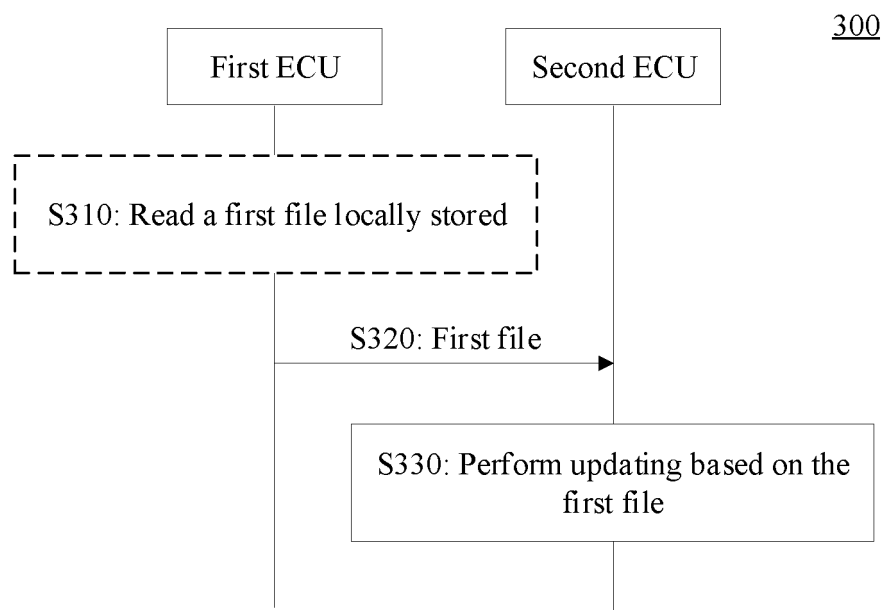 300
First ECU
Second ECU
S310: Read a first file locally stored
S320: First file
S330: Perform updating based on the
first file